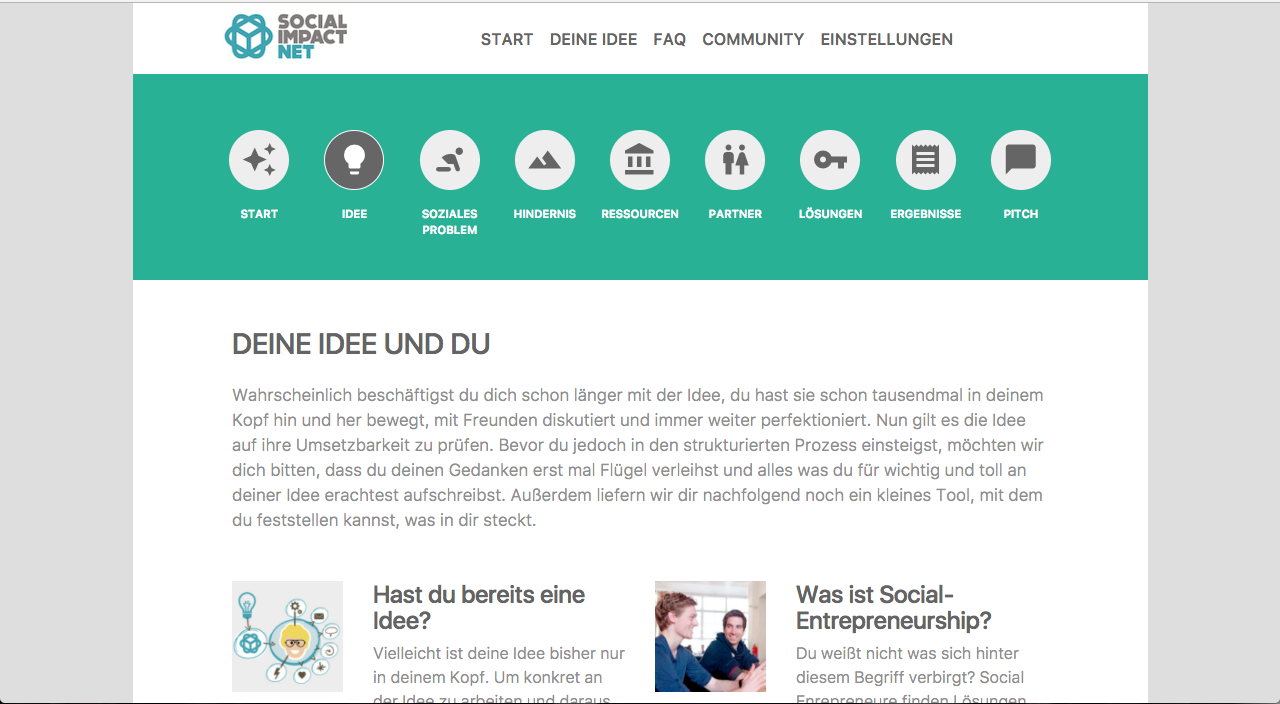 SOCIAL
IMPACT
NET
START DEINE IDEE FAQ COMMUNITY EINSTELLUNGEN
START IDEE SOZIALES PROBLEM HINDERNIS RESSOURCEN PARTNER LÖSUNGEN ERGEBNISSE PITCH
DEINE IDEE UND DU
Wahrscheinlich beschäftigst du dich schon länger mit der Idee, du hast sie schon tausendmal in deinem
Kopf hin und her bewegt, mit Freunden diskutiert und immer weiter perfektioniert. Nun gilt es die Idee
auf ihre Umsetzbarkeit zu prüfen. Bevor du jedoch in den strukturierten Prozess einsteigst, möchten wir
dich bitten, dass du deinen Gedanken erst mal Flügel verleihst und alles was du für wichtig und toll an
deiner Idee erachtest aufschreibst. Außerdem liefern wir dir nachfolgend noch ein kleines Tool, mit dem
du feststellen kannst, was in dir steckt.
Hast du bereits eine
Idee?
Vielleicht ist deine Idee bisher nur
in deinem Kopf. Um konkret an
der Idee zu arbeiten und daraus
Was ist Social-
Entrepreneurship?
Du weißt nicht was sich hinter
diesem Begriff verbirgt? Social
Enrepreneure finden Lösungen